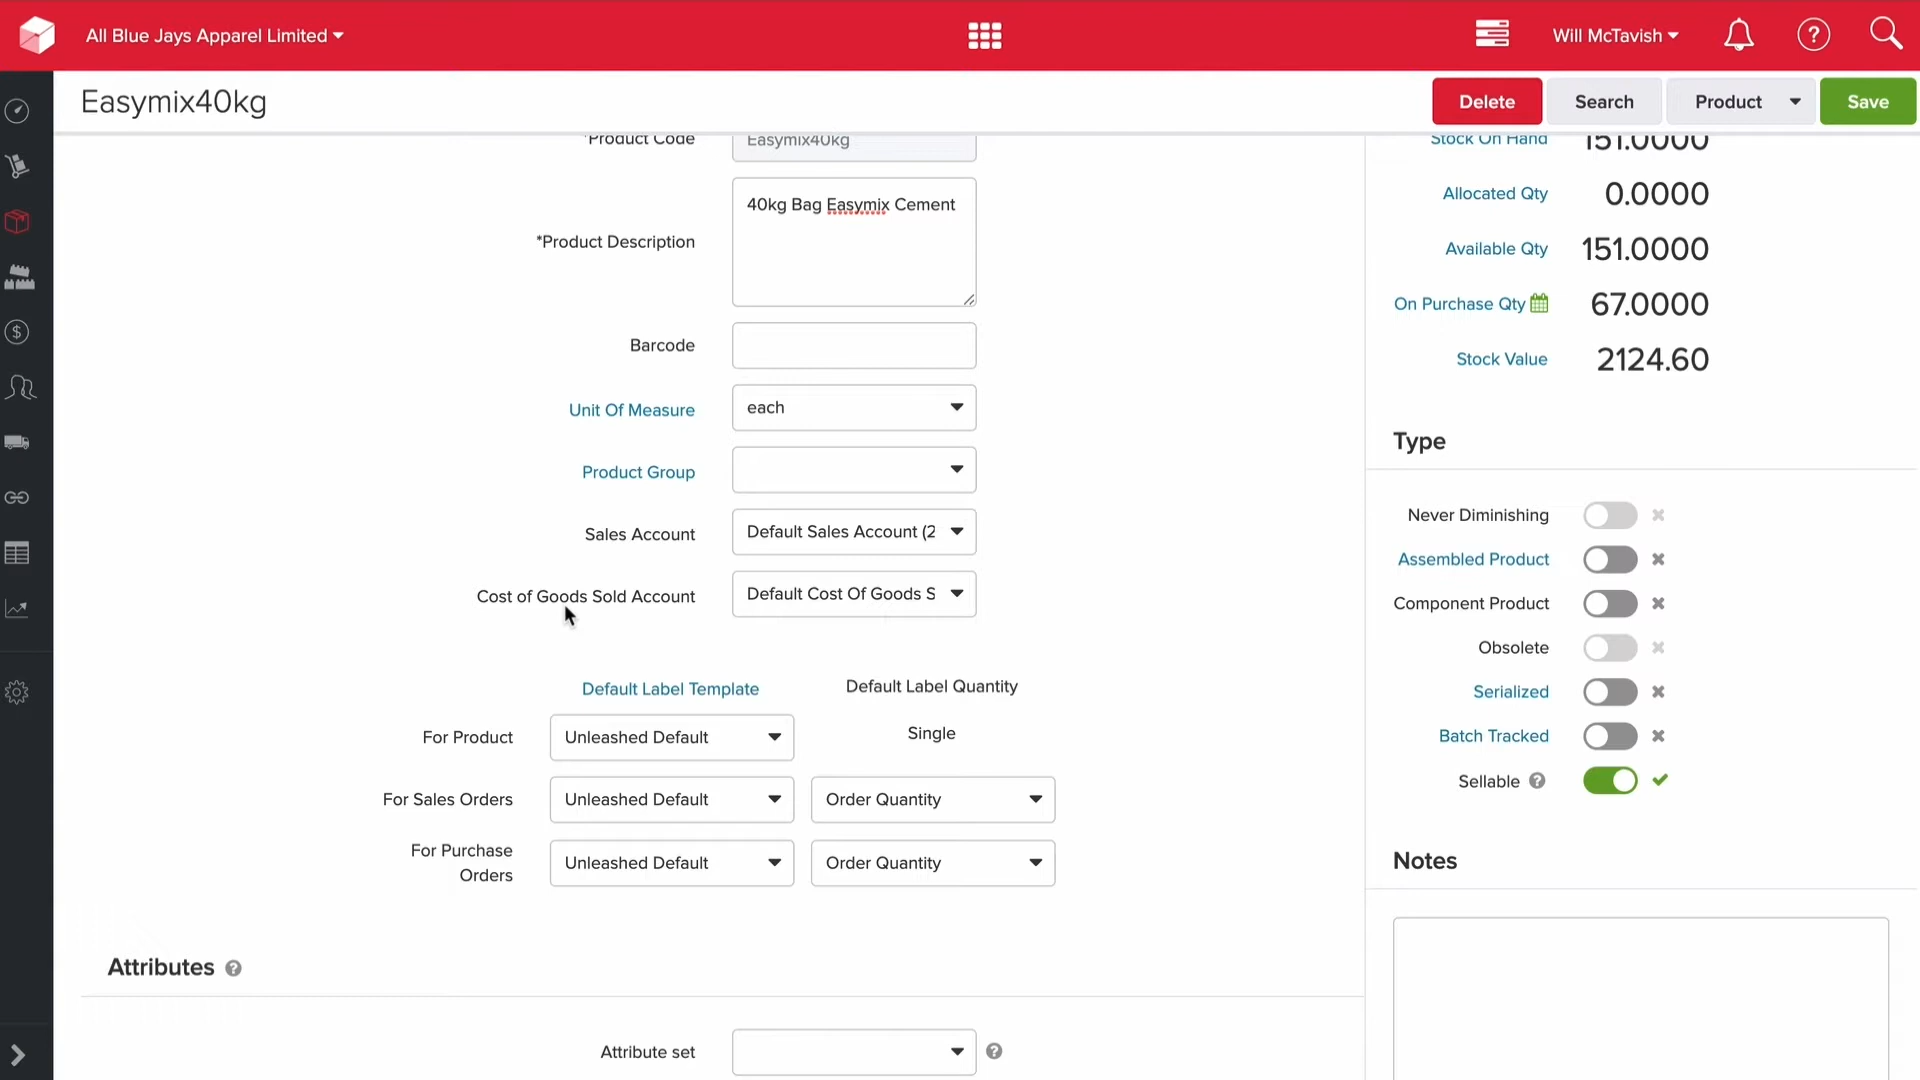 All Blue Jays Apparel Limited
Will McTavish
?
Easymix40kg
Delete
Search
Product
Save
*Product Code
Easymix40kg
*Product Description
40kg Bag Easymix Cement
Barcode
Unit Of Measure
each
Product Group
Sales Account
Default Sales Account (2
Cost of Goods Sold Account
Default Cost Of Goods S
Default Label Template
Default Label Quantity
For Product
Unleashed Default
Single
For Sales Orders
Unleashed Default
Order Quantity
For Purchase
Orders
Unleashed Default
Order Quantity
Attributes ?
Attribute set
?
Stock On Hand
151.0000
Allocated Qty
0.0000
Available Qty
151.0000
On Purchase Qty
67.0000
Stock Value
2124.60
Type
Never Diminishing
Assembled Product
Component Product
Obsolete
Serialized
Batch Tracked
Sellable ?
Notes